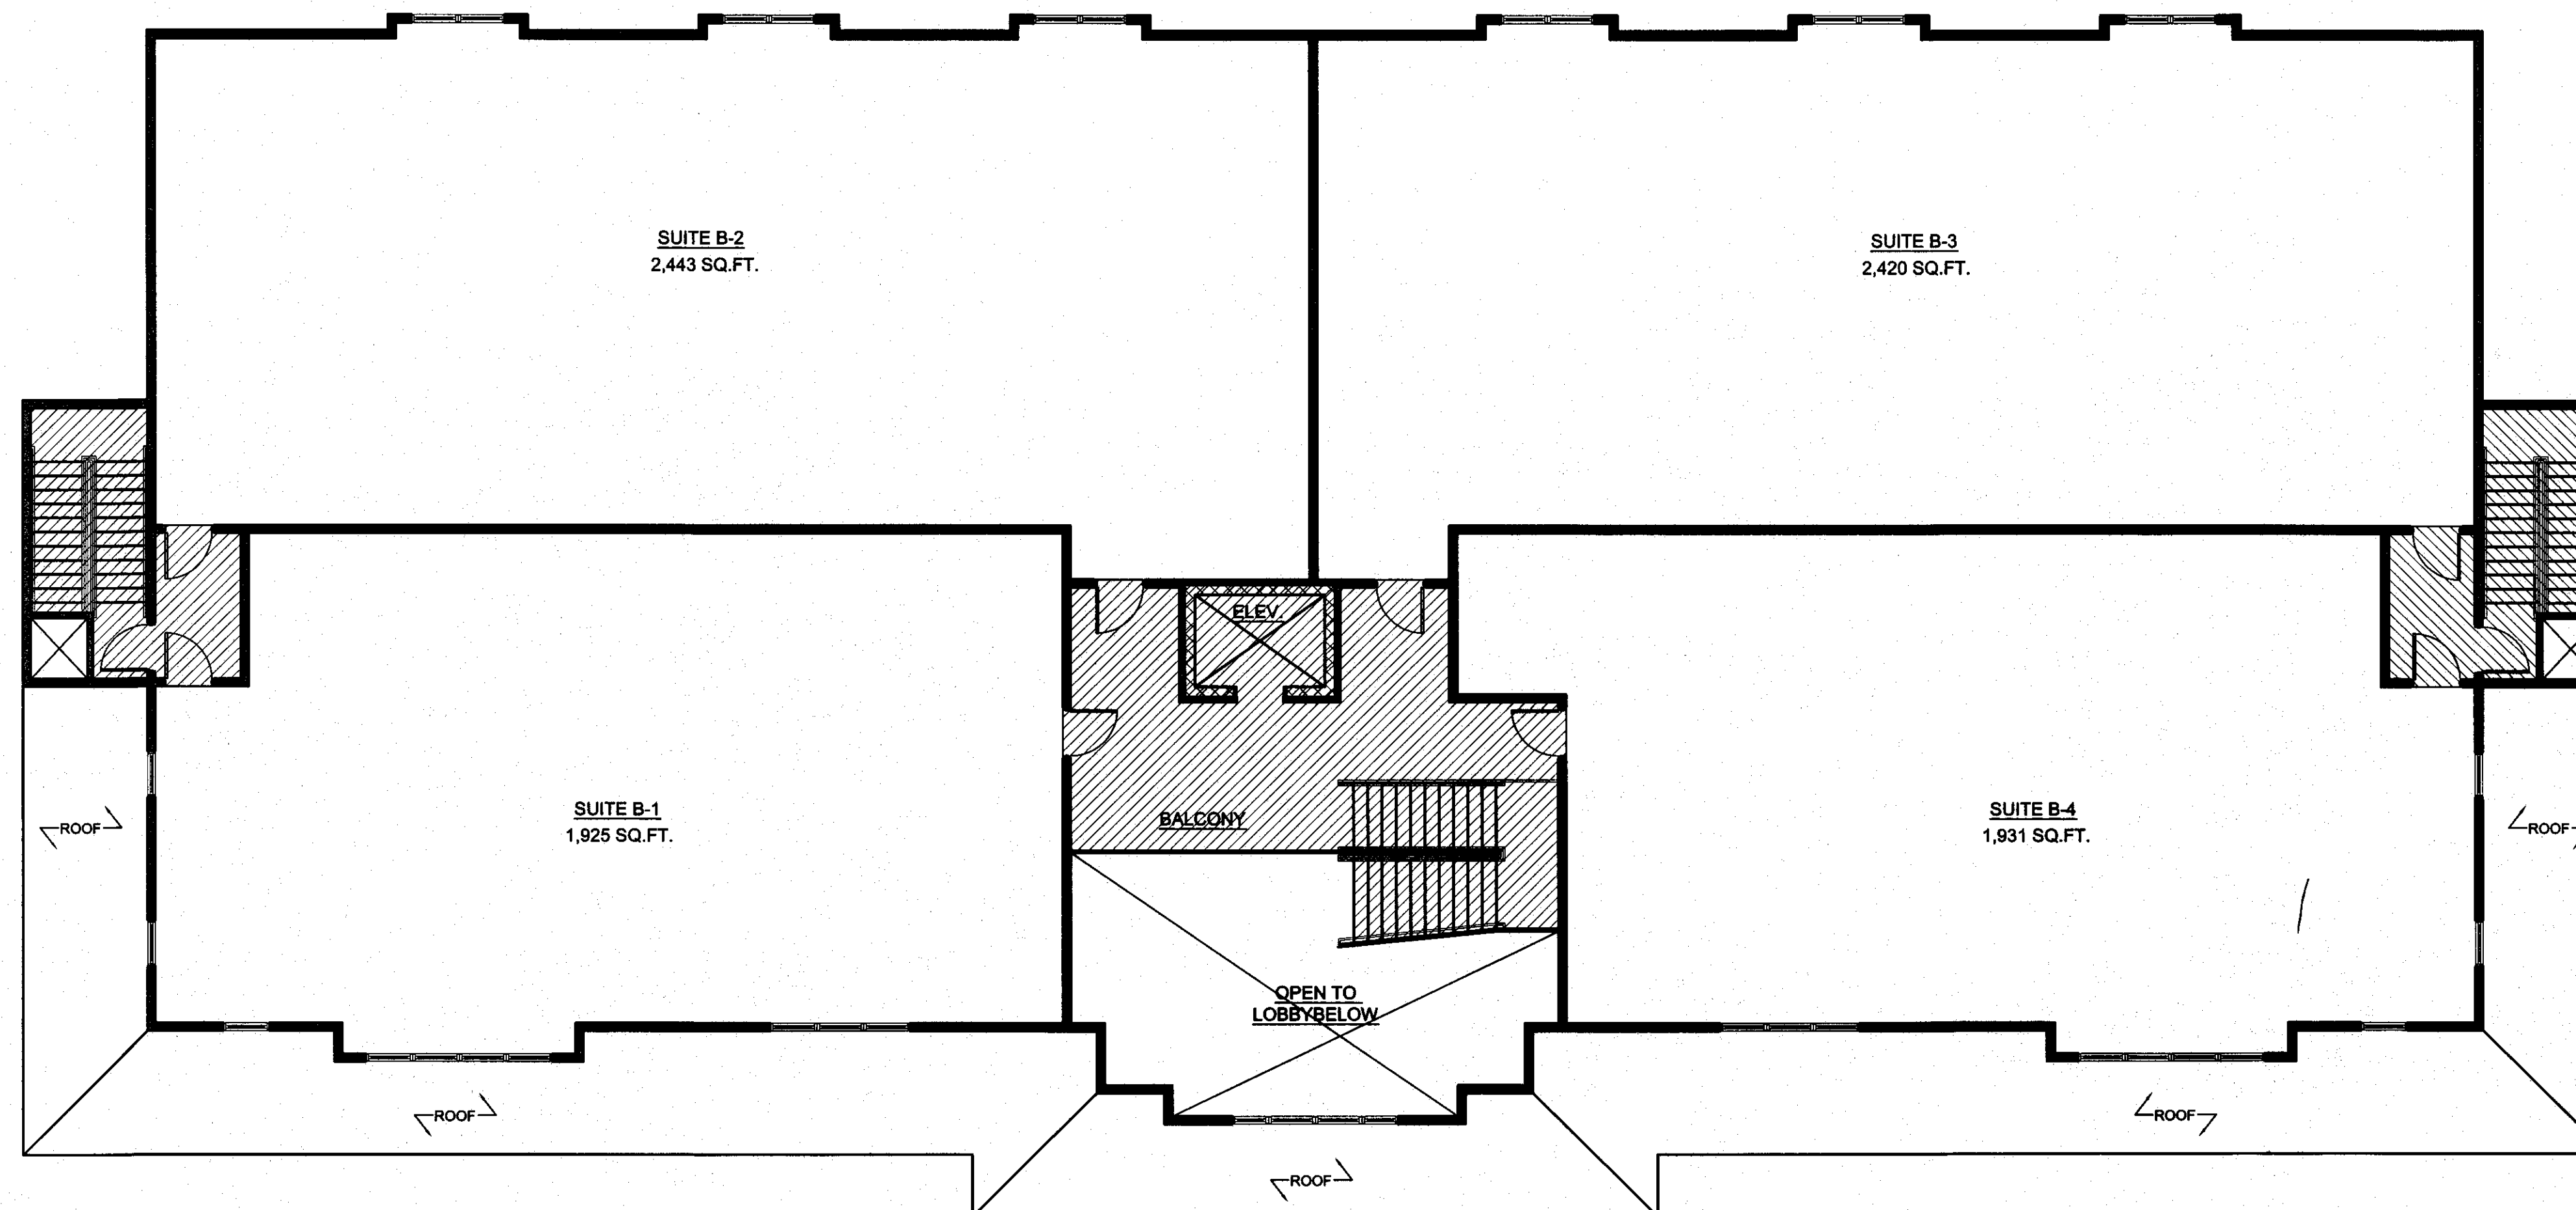 SUITE B-2
2,443 SQ.FT.
SUITE B-3
2,420 SQ.FT.
ELEV.
SUITE B-1
1,925 SQ.FT.
BALCONY
SUITE B-4
1,931 SQ.FT.
ROOF
ROOF
OPEN TO
LOBBYBELOW
ROOF
ROOF
ROOF